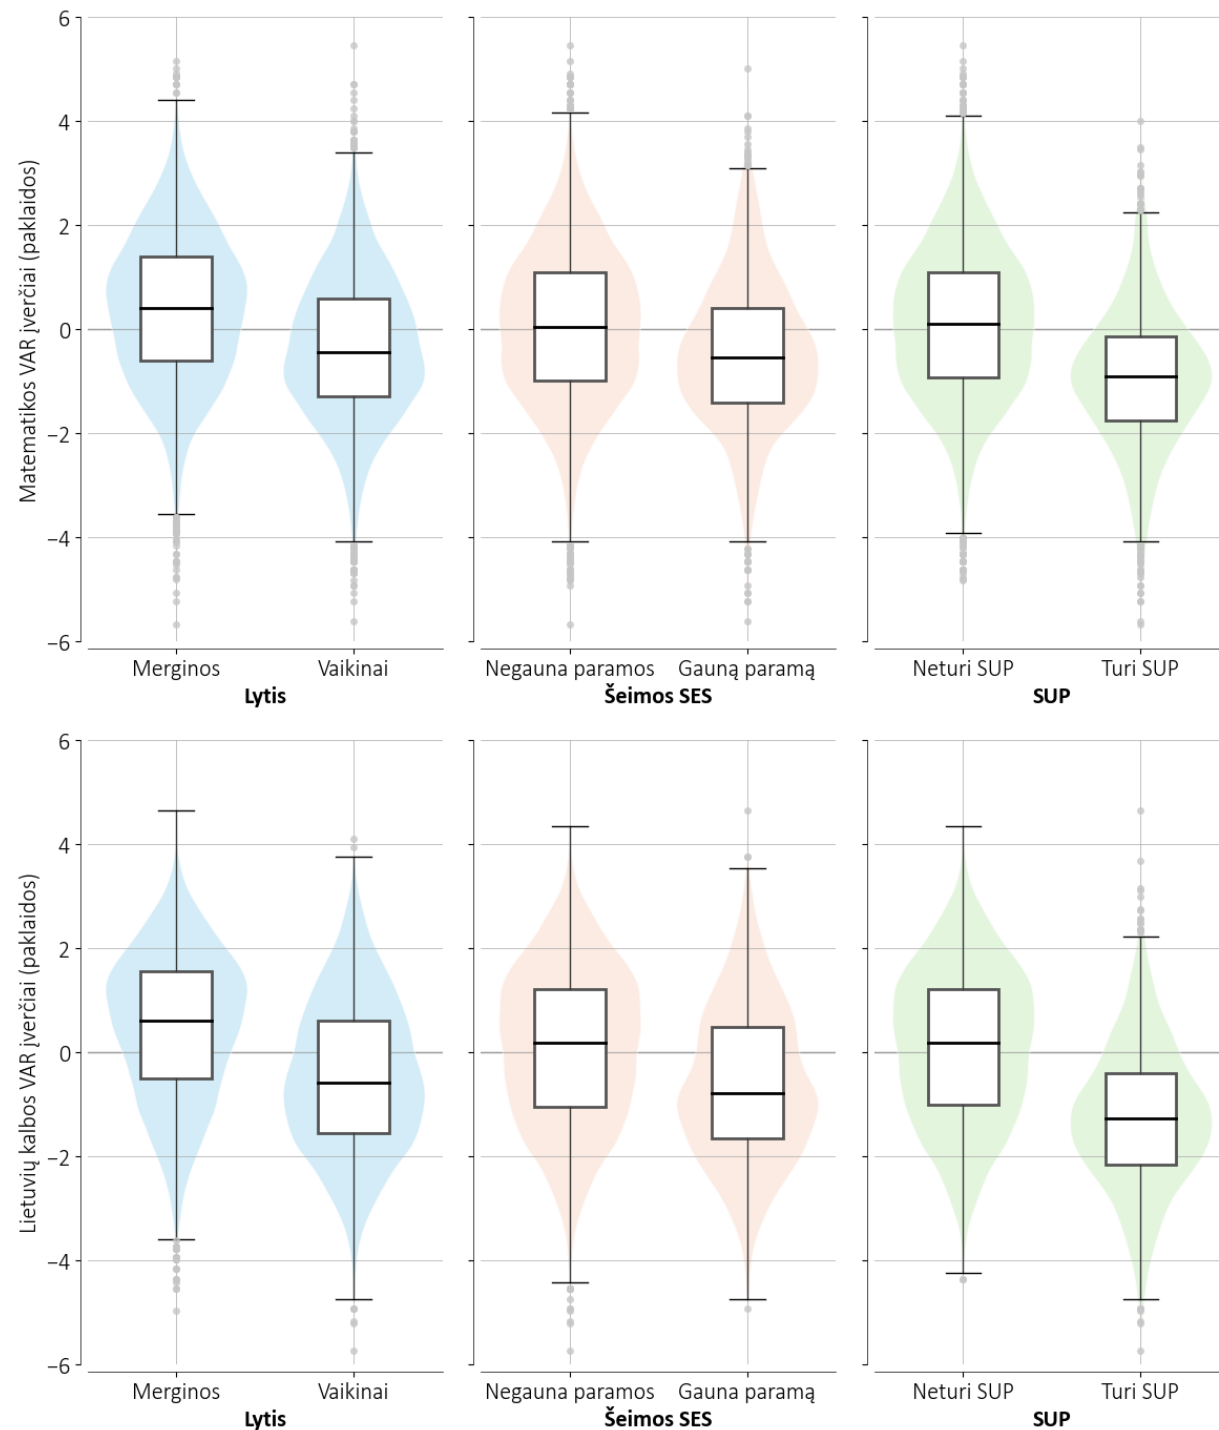 Matematikos VAR įverčiai (paklaidos)
6
4
2
0
−2
−4
−6
Merginos Vaikinai
Lytis
Negauna paramos Gauną paramą
Šeimos SES
Neturi SUP Turi SUP
SUP
Lietuvių kalbos VAR įverčiai (paklaidos)
6
4
2
0
−2
−4
−6
Merginos Vaikinai
Lytis
Negauna paramos Gauna paramą
Šeimos SES
Neturi SUP Turi SUP
SUP